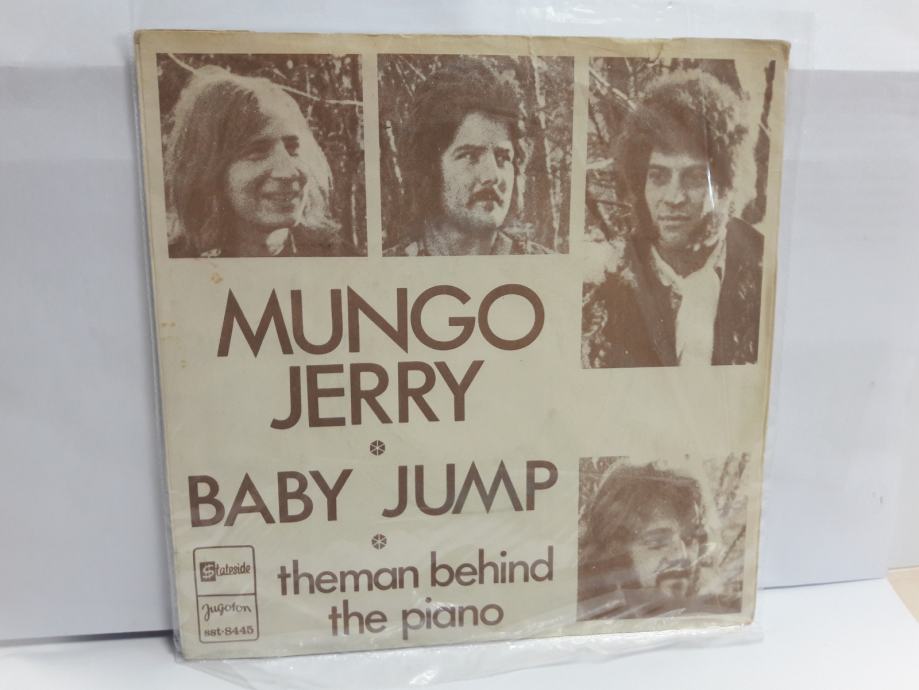 MUNGO
JERRY
BABY JUMP
theman behind
the piano
Stateside
Jugoton
sst-8445